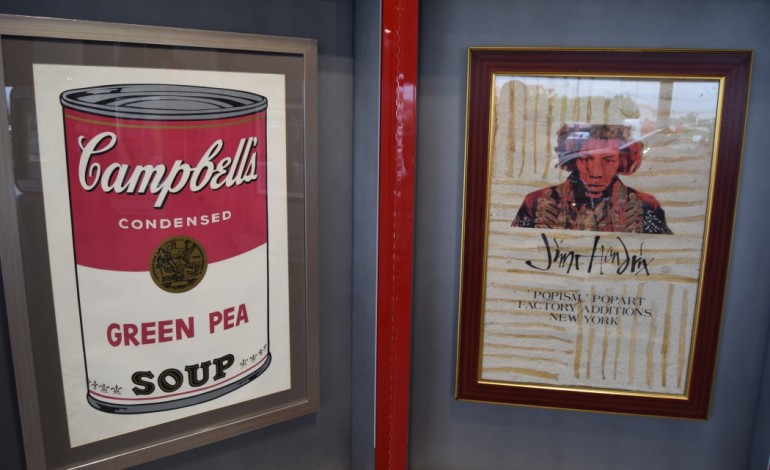 Campbell's
CONDENSED
GREEN PEA
SOUP
Jimi Hendrix
'POPISM' POPART
FACTORY ADDITIONS
NEW YORK